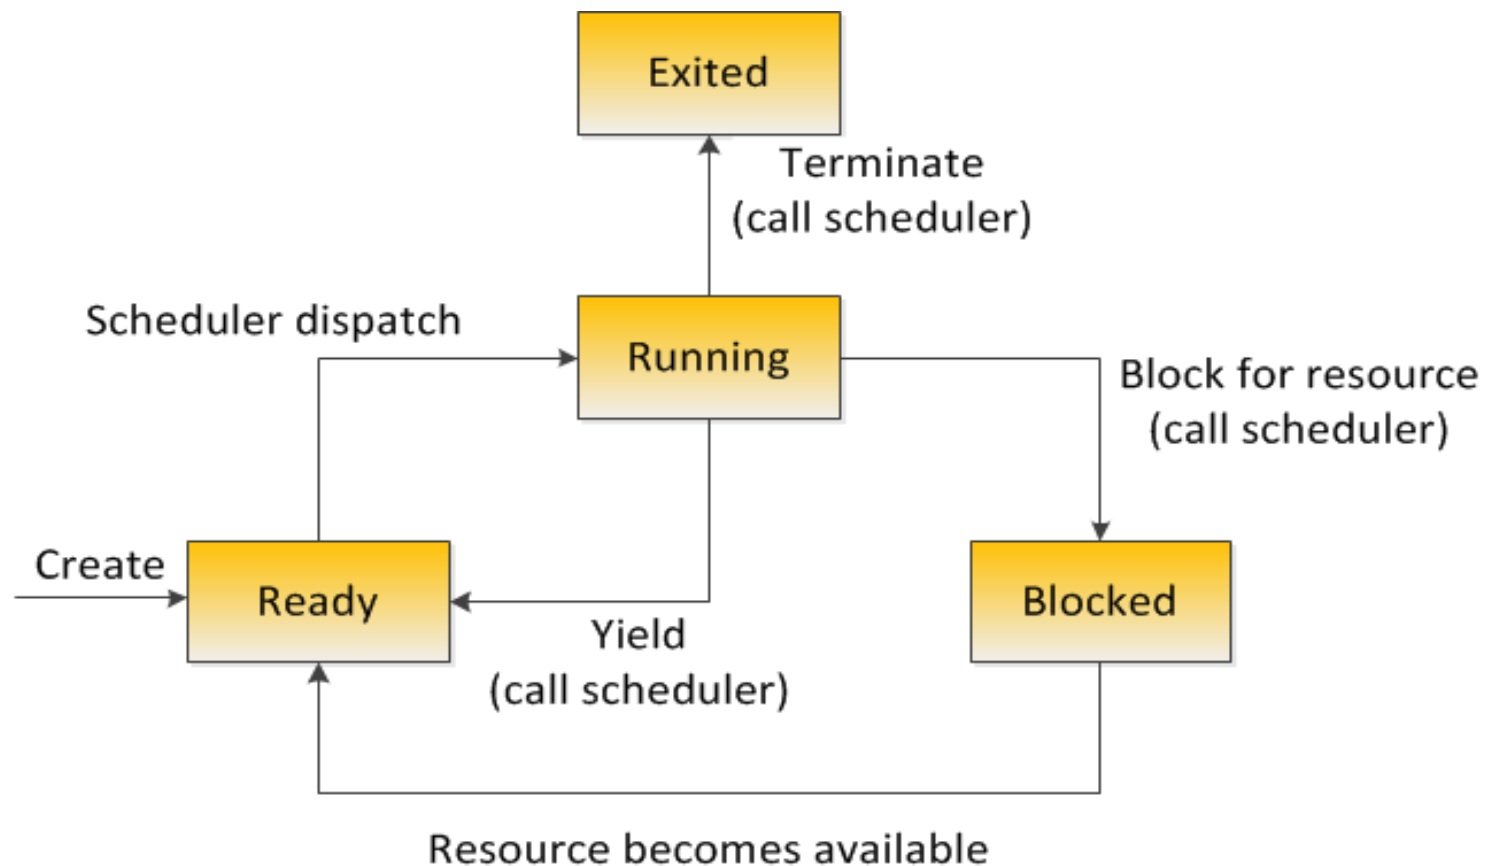 Exited
Terminate
(call scheduler)
Scheduler dispatch
Running
Block for resource
(call scheduler)
Create
Ready
Blocked
Yield
(call scheduler)
Resource becomes available